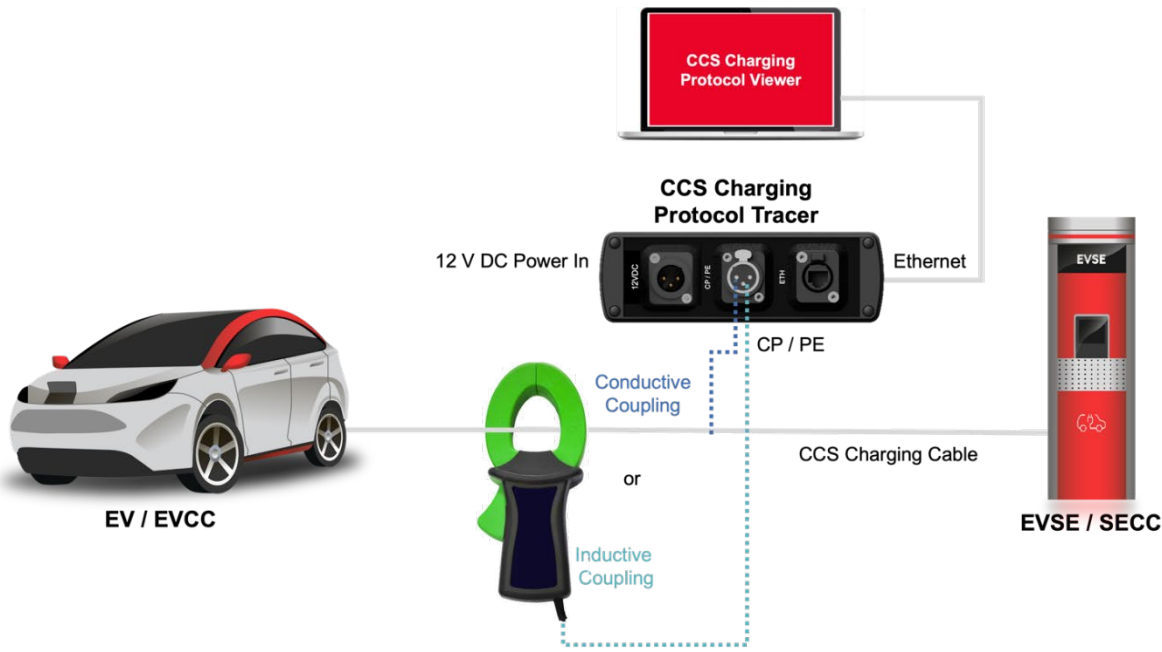 CCS Charging
Protocol Viewer
CCS Charging
Protocol Tracer
12 V DC Power In
12VDC
CP / PE
ETH
Ethernet
EVSE
CP / PE
Conductive
Coupling
CCS Charging Cable
or
EV / EVCC
EVSE / SECC
Inductive
Coupling